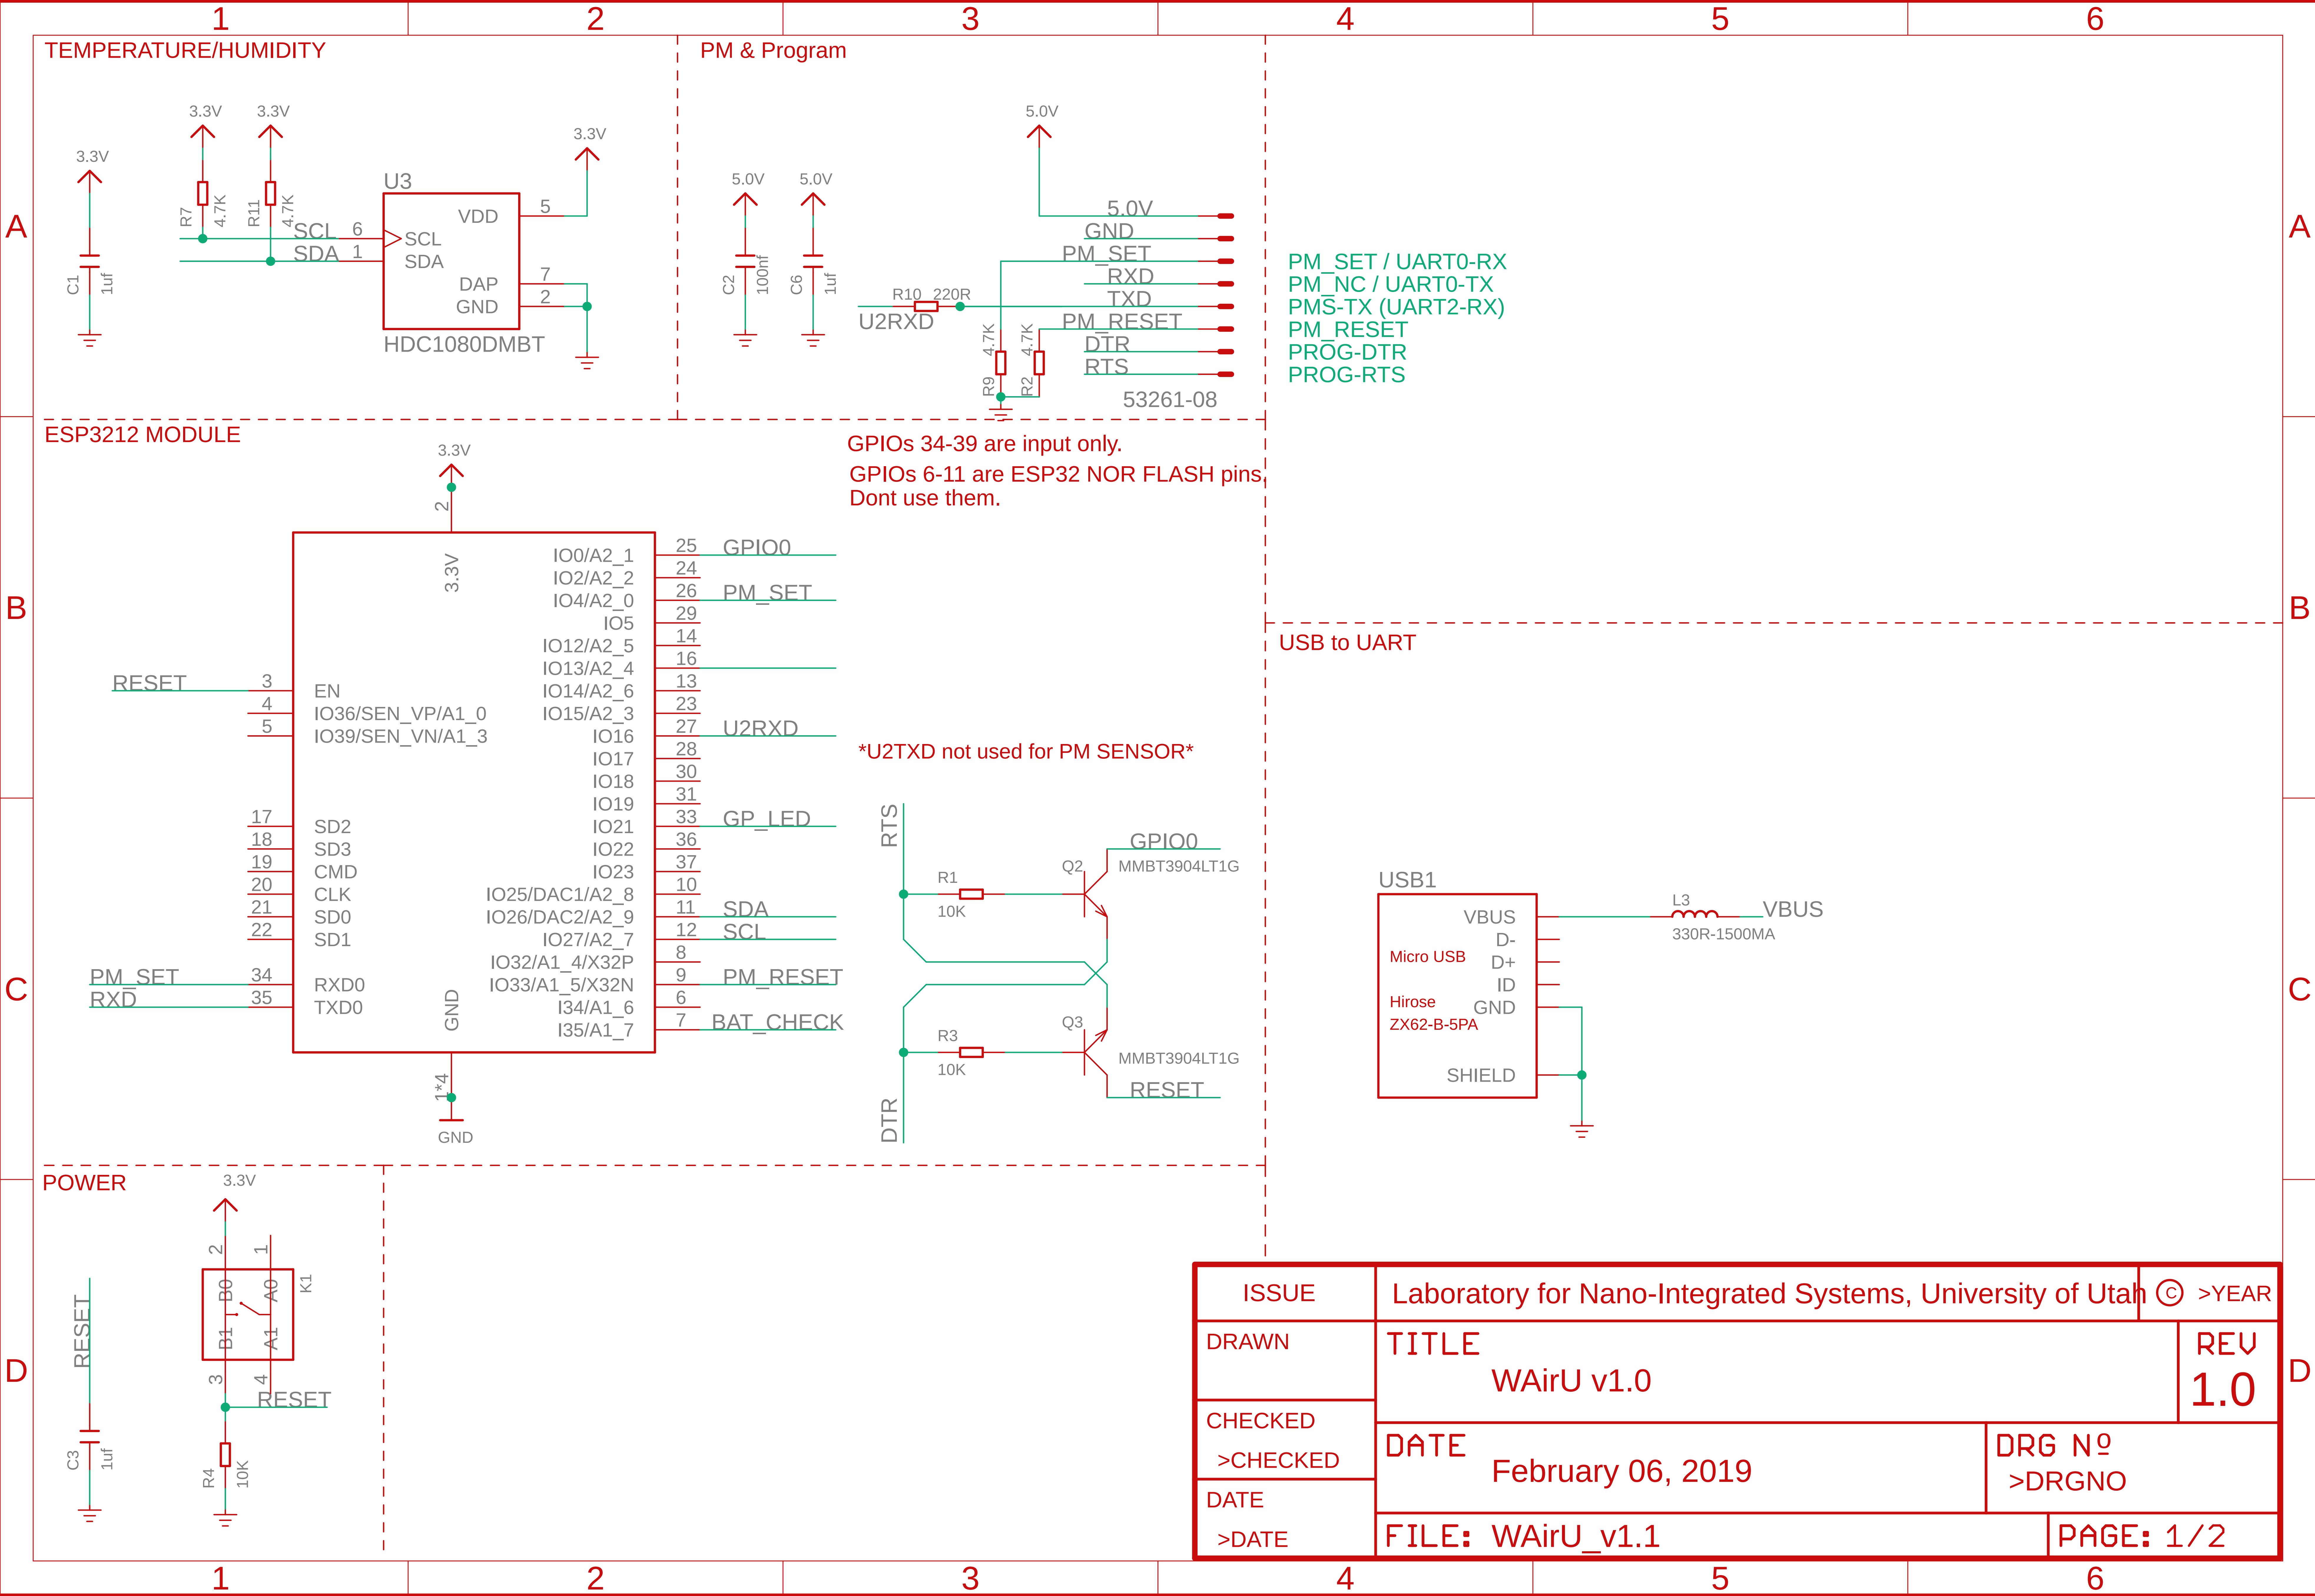 1 2 3 4 5 6
TEMPERATURE/HUMIDITY
PM & Program
A
A
3.3V
3.3V
3.3V
3.3V
C1
1uf
R7
4.7K
R11
4.7K
SCL
SDA
6
1
U3
SCL
SDA
VDD
DAP
GND
5
7
2
HDC1080DMBT
5.0V
5.0V
5.0V
C2
100nf
C6
1uf
R10 220R
U2RXD
5.0V
GND
PM_SET
RXD
TXD
PM_RESET
DTR
RTS
R9
4.7K
R2
4.7K
53261-08
PM_SET / UART0-RX
PM_NC / UART0-TX
PMS-TX (UART2-RX)
PM_RESET
PROG-DTR
PROG-RTS
ESP3212 MODULE
GPIOs 34-39 are input only.
GPIOs 6-11 are ESP32 NOR FLASH pins.
Dont use them.
B
B
3.3V
2
3.3V
RESET 3 EN
4 IO36/SEN_VP/A1_0
5 IO39/SEN_VN/A1_3
17 SD2
18 SD3
19 CMD
20 CLK
21 SD0
22 SD1
PM_SET 34 RXD0
RXD 35 TXD0
IO0/A2_1 25 GPIO0
IO2/A2_2 24
IO4/A2_0 26 PM_SET
IO5 29
IO12/A2_5 14
IO13/A2_4 16
IO14/A2_6 13
IO15/A2_3 23
IO16 27 U2RXD
IO17 28
IO18 30
IO19 31
IO21 33 GP_LED
IO22 36
IO23 37
IO25/DAC1/A2_8 10
IO26/DAC2/A2_9 11 SDA
IO27/A2_7 12 SCL
IO32/A1_4/X32P 8
IO33/A1_5/X32N 9 PM_RESET
I34/A1_6 6
I35/A1_7 7 BAT_CHECK
GND
1*4
GND
*U2TXD not used for PM SENSOR*
RTS
R1
10K
Q2
GPIO0
MMBT3904LT1G
R3
10K
Q3
MMBT3904LT1G
RESET
DTR
USB to UART
C
C
USB1
VBUS
D-
D+
ID
GND
SHIELD
Micro USB
Hirose
ZX62-B-5PA
L3
330R-1500MA
VBUS
POWER
D
D
3.3V
RESET
C3
1uf
2
1
B0
A0
B1
A1
K1
3
4
RESET
R4
10K
ISSUE
Laboratory for Nano-Integrated Systems, University of Utah
C >YEAR
DRAWN
TITLE
WAirU v1.0
REV
1.0
CHECKED
>CHECKED
DATE
February 06, 2019
DRG Nº
>DRGNO
DATE
>DATE
FILE: WAirU_v1.1
PAGE: 1/2
1 2 3 4 5 6